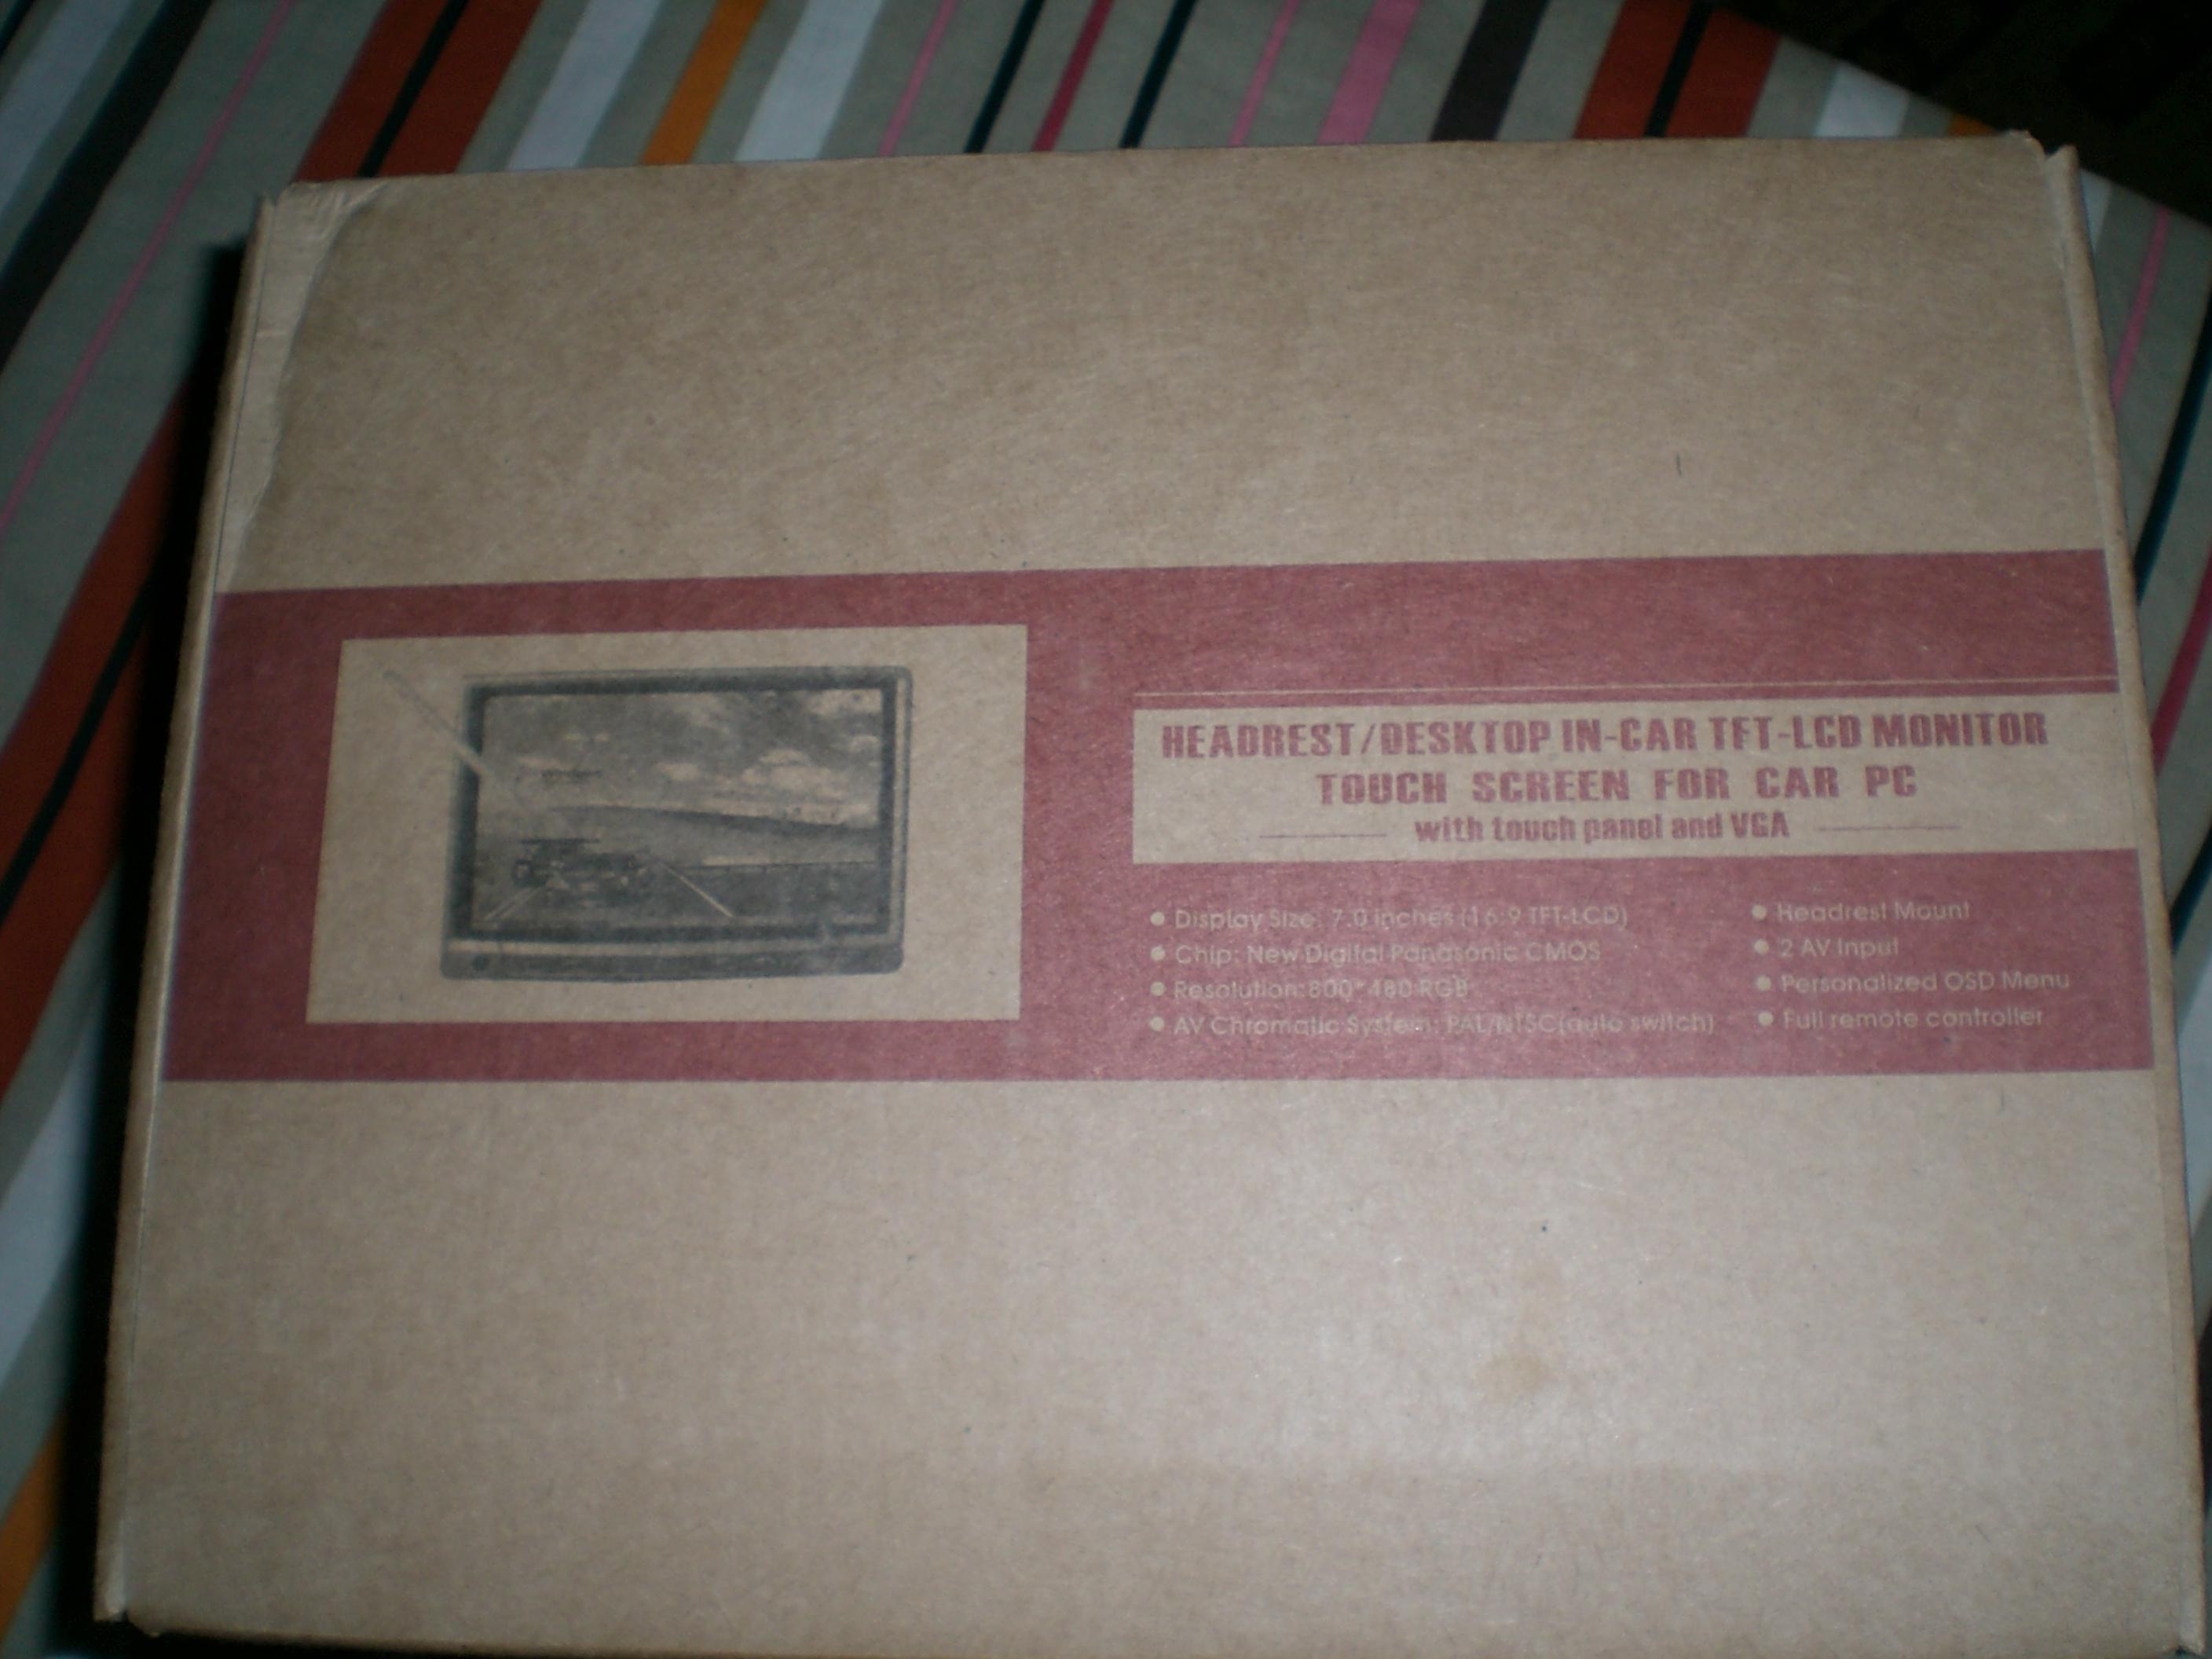 HEADREST/DESKTOP IN-CAR TFT-LCD MONITOR
TOUCH SCREEN FOR CAR PC
with touch panel and VGA
● Display Size: 7.0 inches (16:9 TFT-LCD)
● Chip: New Digital Panasonic CMOS
● Resolution:800*480 RGB
● AV Chromatic System: PAL/NTSC(auto switch)
● Headrest Mount
● 2 AV Input
● Personalized OSD Menu
● Full remote controller